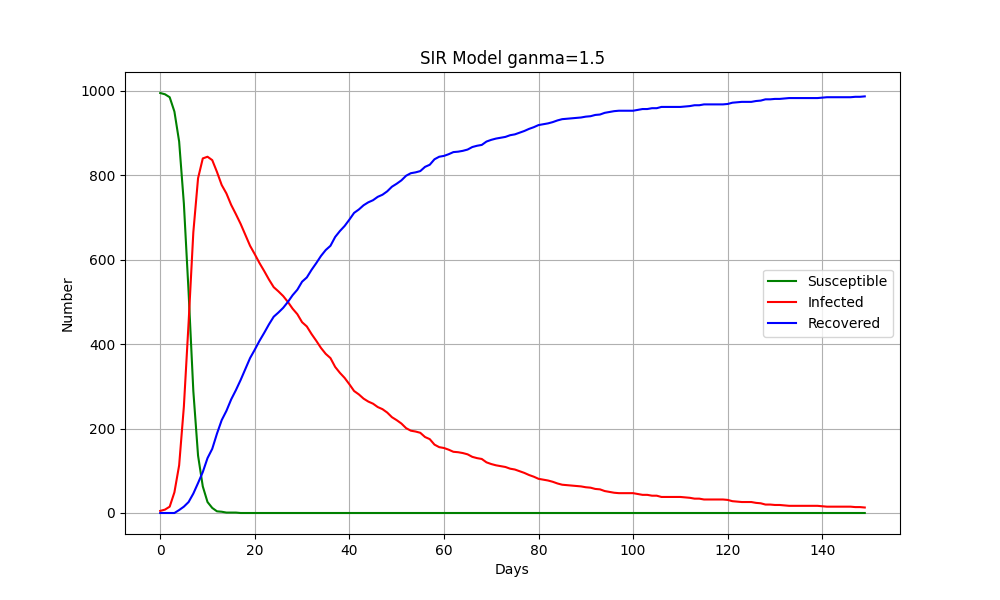 SIR Model ganma=1.5
1000
800
600
400
200
0
Number
Susceptible
Infected
Recovered
0 20 40 60 80 100 120 140
Days